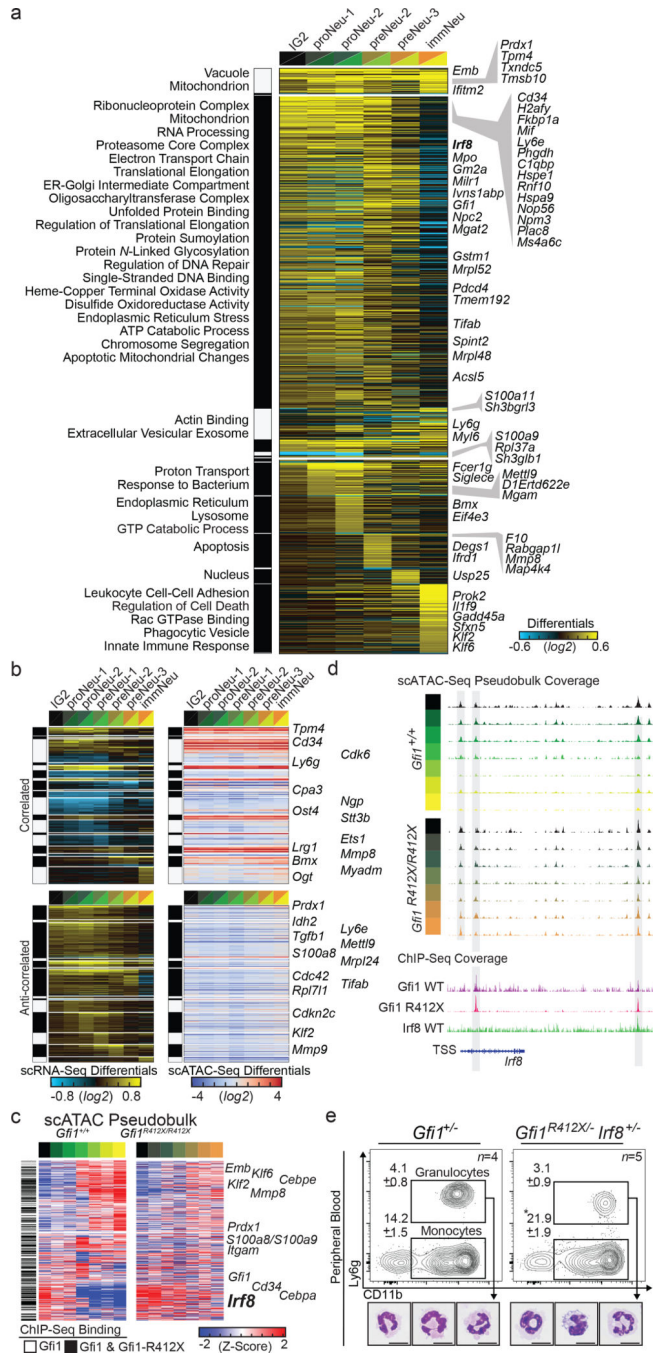 a
IG2
proNeu-1
proNeu-2
preNeu-2
preNeu-3
immNeu
Vacuole
Mitochondrion
Ribonucleoprotein Complex
Mitochondrion
RNA Processing
Proteasome Core Complex
Electron Transport Chain
Translational Elongation
ER-Golgi Intermediate Compartment
Oligosaccharyltransferase Complex
Unfolded Protein Binding
Regulation of Translational Elongation
Protein Sumoylation
Protein N-Linked Glycosylation
Regulation of DNA Repair
Single-Stranded DNA Binding
Heme-Copper Terminal Oxidase Activity
Disulfide Oxidoreductase Activity
Endoplasmic Reticulum Stress
ATP Catabolic Process
Chromosome Segregation
Apoptotic Mitochondrial Changes
Actin Binding
Extracellular Vesicular Exosome
Proton Transport
Response to Bacterium
Endoplasmic Reticulum
Lysosome
GTP Catabolic Process
Apoptosis
Nucleus
Leukocyte Cell-Cell Adhesion
Regulation of Cell Death
Rac GTPase Binding
Phagocytic Vesicle
Innate Immune Response
Emb
Ifitm2
Irf8
Mpo
Gm2a
Milr1
Ivns1abp
Gfi1
Npc2
Mgat2
Gstm1
Mrpl52
Pdcd4
Tmem192
Tifab
Spint2
Mrpl48
Acsl5
Ly6g
Myl6
Fcer1g
Siglece
Bmx
Eif4e3
Degs1
Ifrd1
Usp25
Prok2
Il1f9
Gadd45a
Sfxn5
Klf2
Klf6
Prdx1
Tpm4
Txndc5
Tmsb10
Cd34
H2afy
Fkbp1a
Mif
Ly6e
Phgdh
C1qbp
Hspe1
Rnf10
Hspa9
Nop56
Npm3
Plac8
Ms4a6c
S100a11
Sh3bgrl3
S100a9
Rpl37a
Sh3glb1
Mettl9
D1Ertd622e
Mgam
F10
Rabgap1l
Mmp8
Map4k4
Differentials
-0.6 (log2) 0.6
b
IG2
proNeu-1
proNeu-2
preNeu-1
preNeu-2
preNeu-3
immNeu
IG2
proNeu-1
proNeu-2
preNeu-1
preNeu-2
preNeu-3
immNeu
Correlated
Anti-correlated
Tpm4
Cd34
Ly6g
Cpa3
Ost4
Lrg1
Bmx
Ogt
Cdk6
Ngp
Stt3b
Ets1
Mmp8
Myadm
Prdx1
Idh2
Tgfb1
S100a8
Cdc42
Rpl7l1
Cdkn2c
Klf2
Mmp9
Ly6e
Mettl9
Mrpl24
Tifab
scRNA-Seq Differentials
-0.8 (log2) 0.8
scATAC-Seq Differentials
-4 (log2) 4
c
scATAC Pseudobulk
Gfi1+/+
Gfi1R412X/R412X
Emb
Klf6
Klf2
Cebpe
Mmp8
Prdx1
S100a8/S100a9
Itgam
Gfi1
Cd34
Cebpa
Irf8
ChIP-Seq Binding
Gfi1
Gfi1 & Gfi1-R412X
-2 (Z-Score) 2
d
scATAC-Seq Pseudobulk Coverage
Gfi1+/+
Gfi1 R412X/R412X
ChIP-Seq Coverage
Gfi1 WT
Gfi1 R412X
Irf8 WT
TSS
Irf8
e
Gfi1+/-
Gfi1R412X/- Irf8+/-
Peripheral Blood
Ly6g
n=4
4.1
±0.8
Granulocytes
14.2
±1.5
Monocytes
n=5
3.1
±0.9
*
21.9
±1.9
CD11b